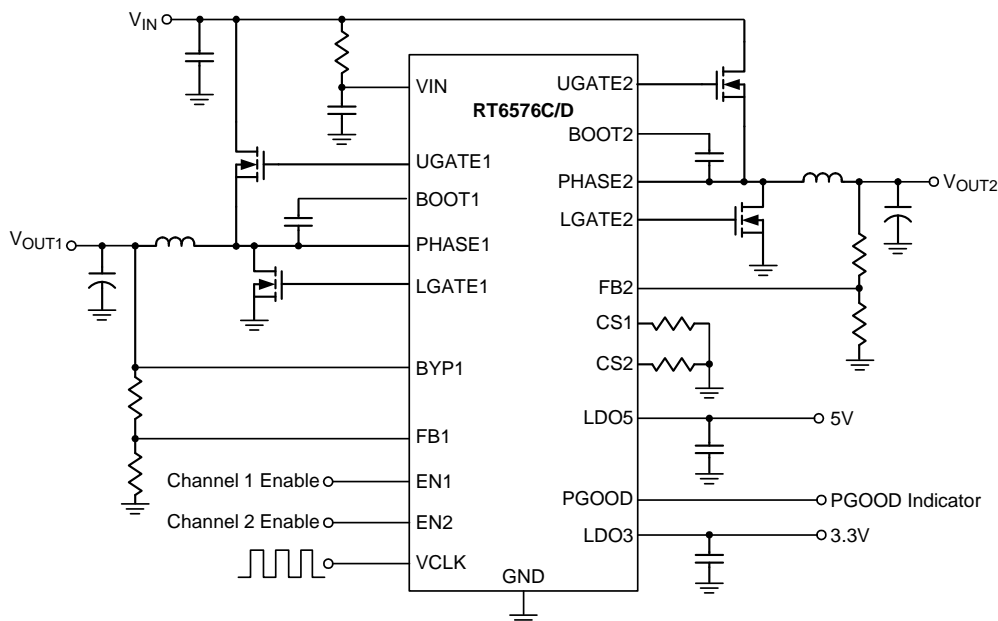 VIN
VIN
RT6576C/D
UGATE2
BOOT2
UGATE1
BOOT1
PHASE2
VOUT2
LGATE2
VOUT1
PHASE1
LGATE1
FB2
CS1
CS2
BYP1
LDO5
5V
FB1
Channel 1 Enable
EN1
PGOOD
PGOOD Indicator
Channel 2 Enable
EN2
LDO3
3.3V
VCLK
GND